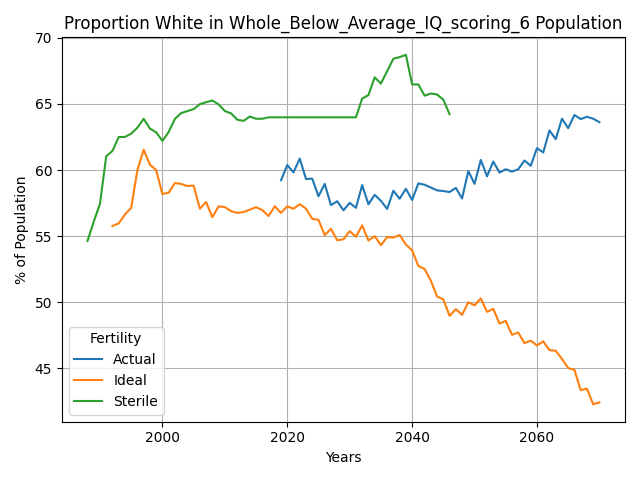 Proportion White in Whole_Below_Average_IQ_scoring_6 Population
% of Population
70
65
60
55
50
45
Fertility
Actual
Ideal
Sterile
2000
2020
2040
2060
Years